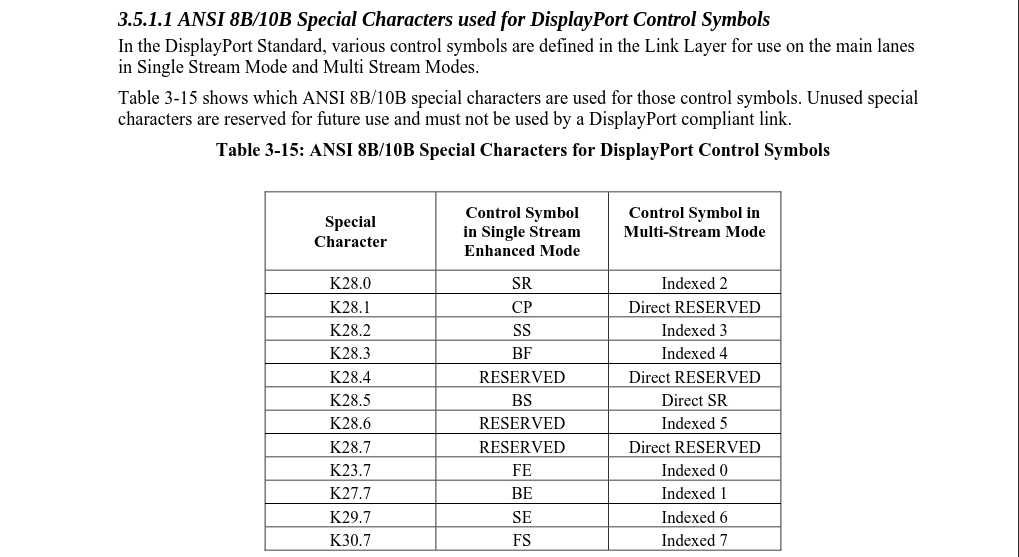 3.5.1.1 ANSI 8B/10B Special Characters used for DisplayPort Control Symbols
In the DisplayPort Standard, various control symbols are defined in the Link Layer for use on the main lanes
in Single Stream Mode and Multi Stream Modes.
Table 3-15 shows which ANSI 8B/10B special characters are used for those control symbols. Unused special
characters are reserved for future use and must not be used by a DisplayPort compliant link.
Table 3-15: ANSI 8B/10B Special Characters for DisplayPort Control Symbols
Special
Character
Control Symbol
in Single Stream
Enhanced Mode
Control Symbol in
Multi-Stream Mode
K28.0 SR Indexed 2
K28.1 CP Direct RESERVED
K28.2 SS Indexed 3
K28.3 BF Indexed 4
K28.4 RESERVED Direct RESERVED
K28.5 BS Direct SR
K28.6 RESERVED Indexed 5
K28.7 RESERVED Direct RESERVED
K23.7 FE Indexed 0
K27.7 BE Indexed 1
K29.7 SE Indexed 6
K30.7 FS Indexed 7